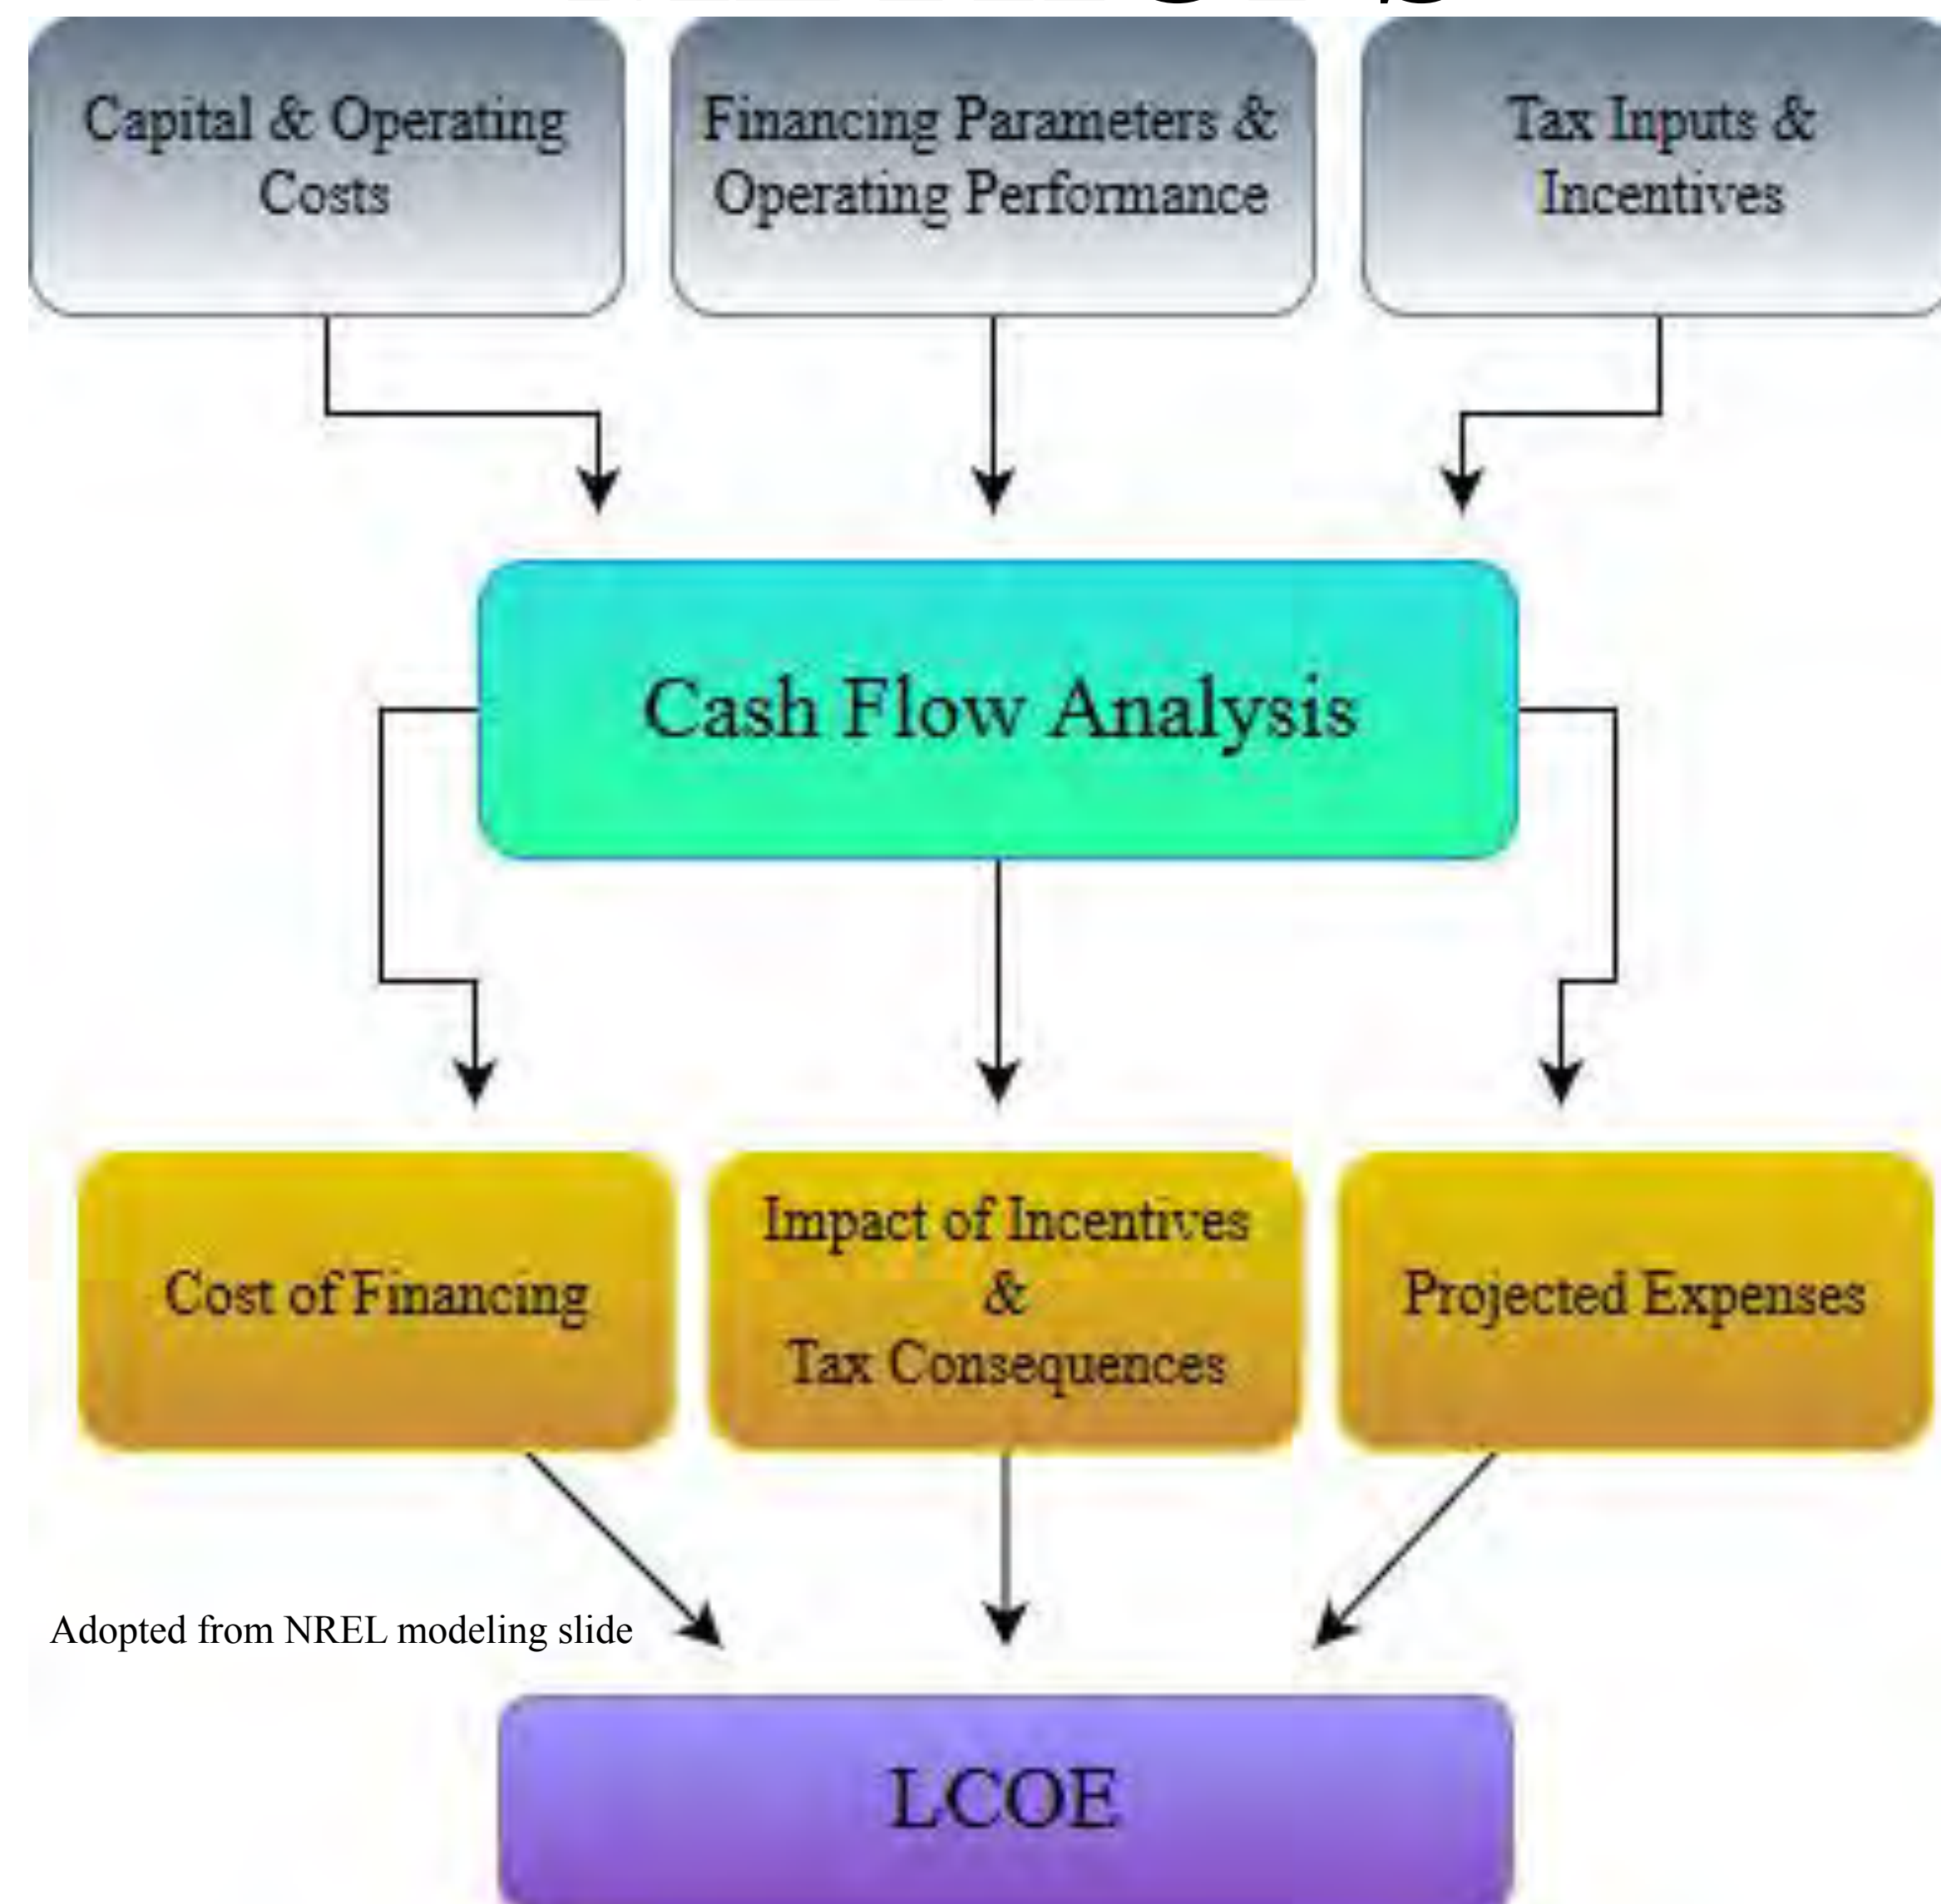 Capital & Operating
Costs
Financing Parameters &
Operating Performance
Tax Inputs &
Incentives
Cash Flow Analysis
Cost of Financing
Impact of Incentives
&
Tax Consequences
Projected Expenses
Adopted from NREL modeling slide
LCOE